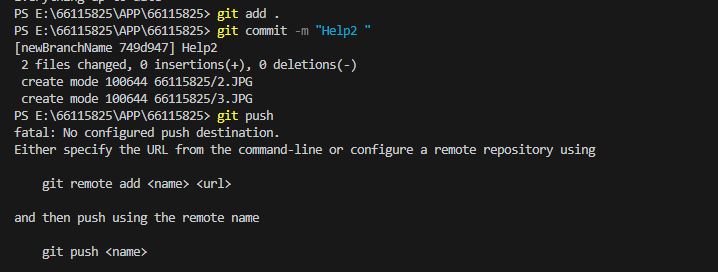 PS E:\66115825\APP\66115825> git add .
PS E:\66115825\APP\66115825> git commit -m "Help2 "
[newBranchName 749d947] Help2
 2 files changed, 0 insertions(+), 0 deletions(-)
 create mode 100644 66115825/2.JPG
 create mode 100644 66115825/3.JPG
PS E:\66115825\APP\66115825> git push
fatal: No configured push destination.
Either specify the URL from the command-line or configure a remote repository using

    git remote add <name> <url>

and then push using the remote name

    git push <name>